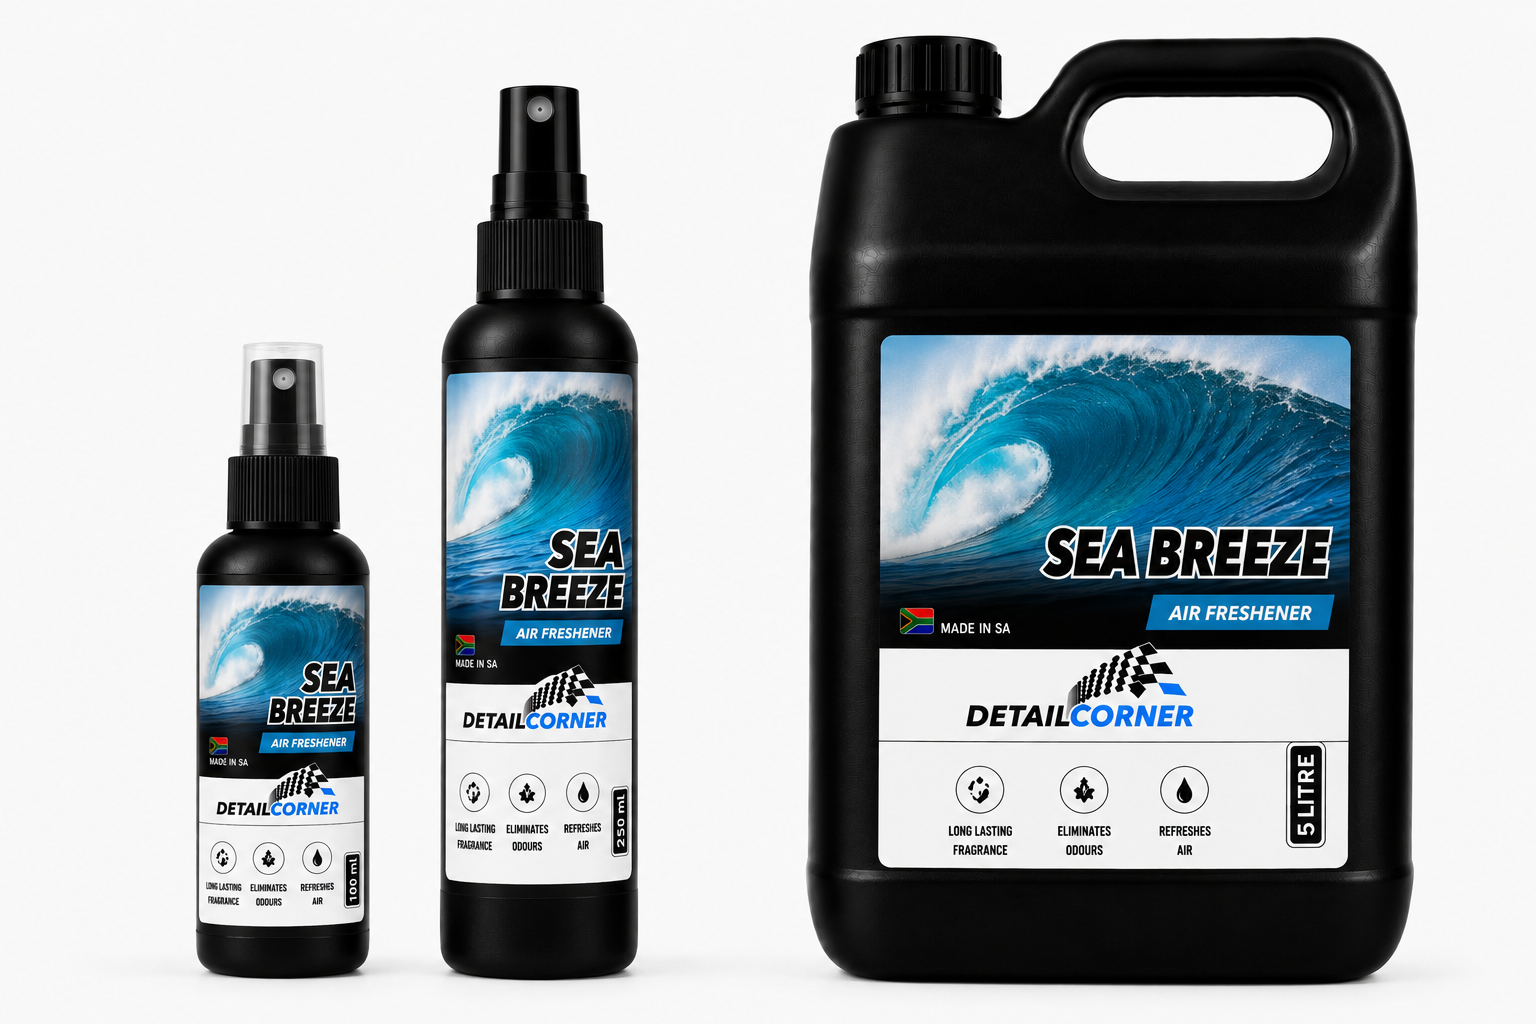 SEA
BREEZE
AIR FRESHENER
MADE IN SA
DETAILCORNER
LONG LASTING
FRAGRANCE
ELIMINATES
ODOURS
REFRESHES
AIR
100 ml
SEA
BREEZE
AIR FRESHENER
MADE IN SA
DETAILCORNER
LONG LASTING
FRAGRANCE
ELIMINATES
ODOURS
REFRESHES
AIR
250 ml
SEA BREEZE
AIR FRESHENER
MADE IN SA
DETAILCORNER
LONG LASTING
FRAGRANCE
ELIMINATES
ODOURS
REFRESHES
AIR
5 LITRE